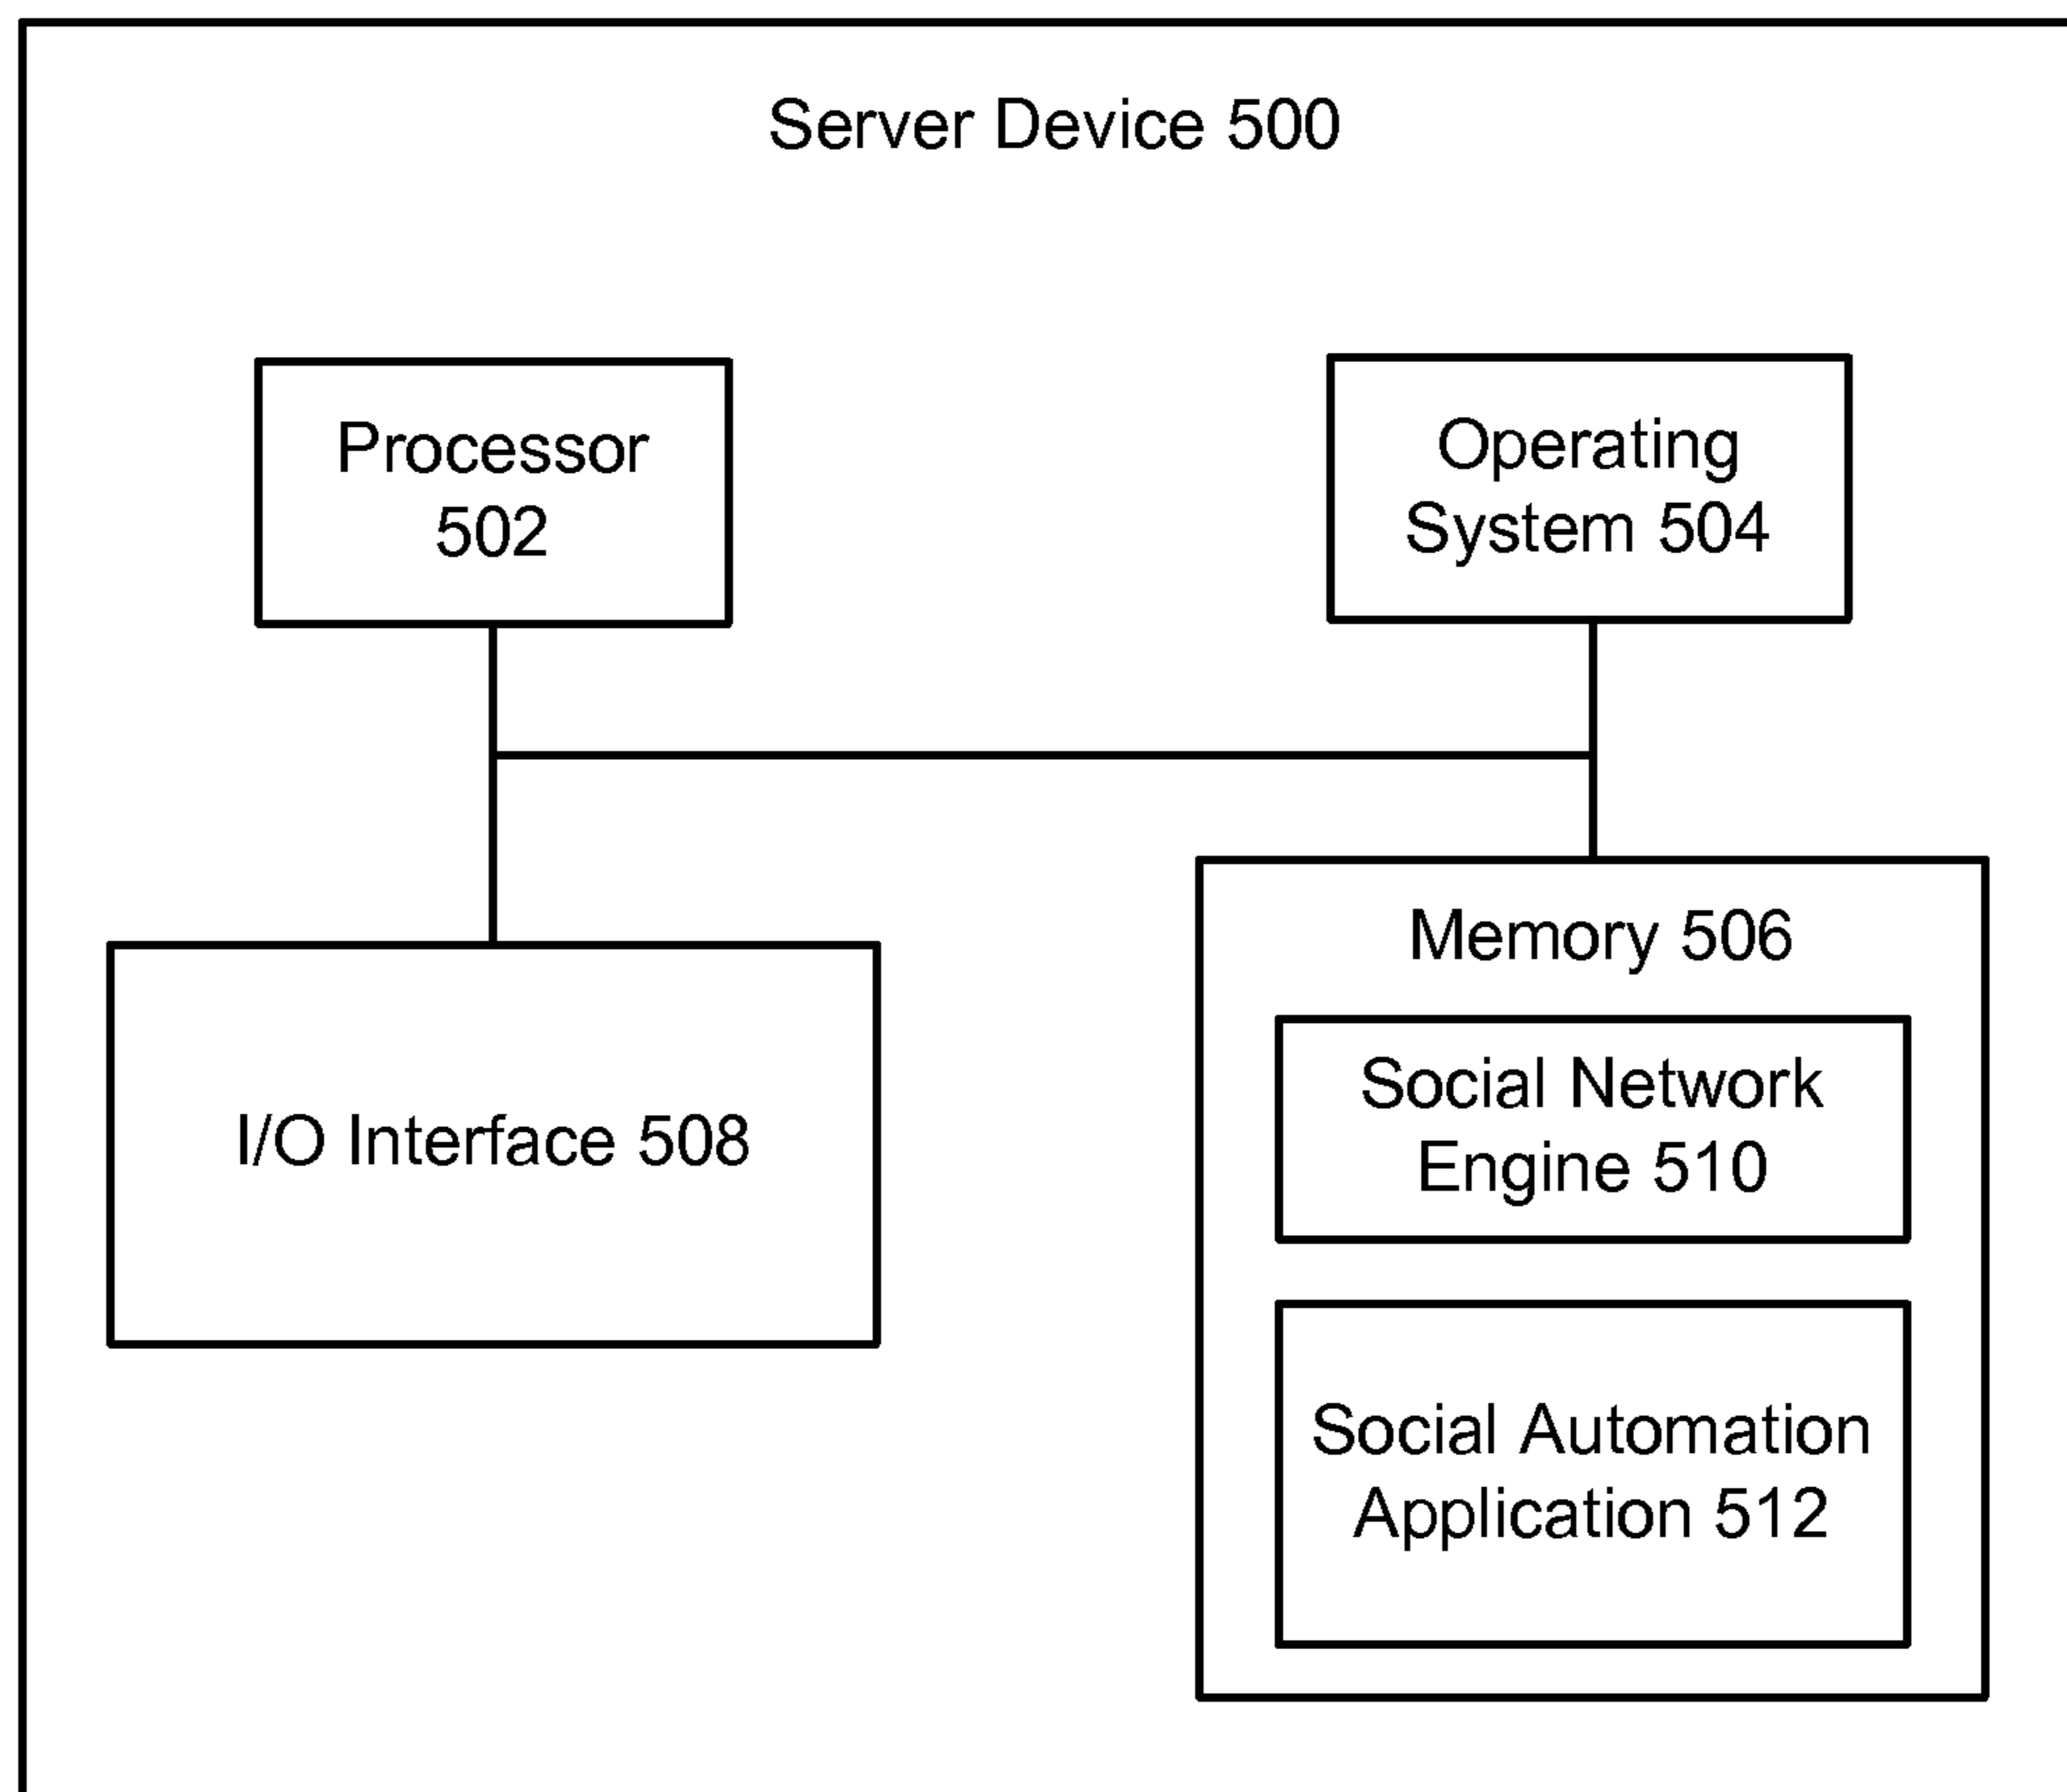 Server Device 500
Processor
502
Operating
System 504
I/O Interface 508
Memory 506
Social Network
Engine 510
Social Automation
Application 512